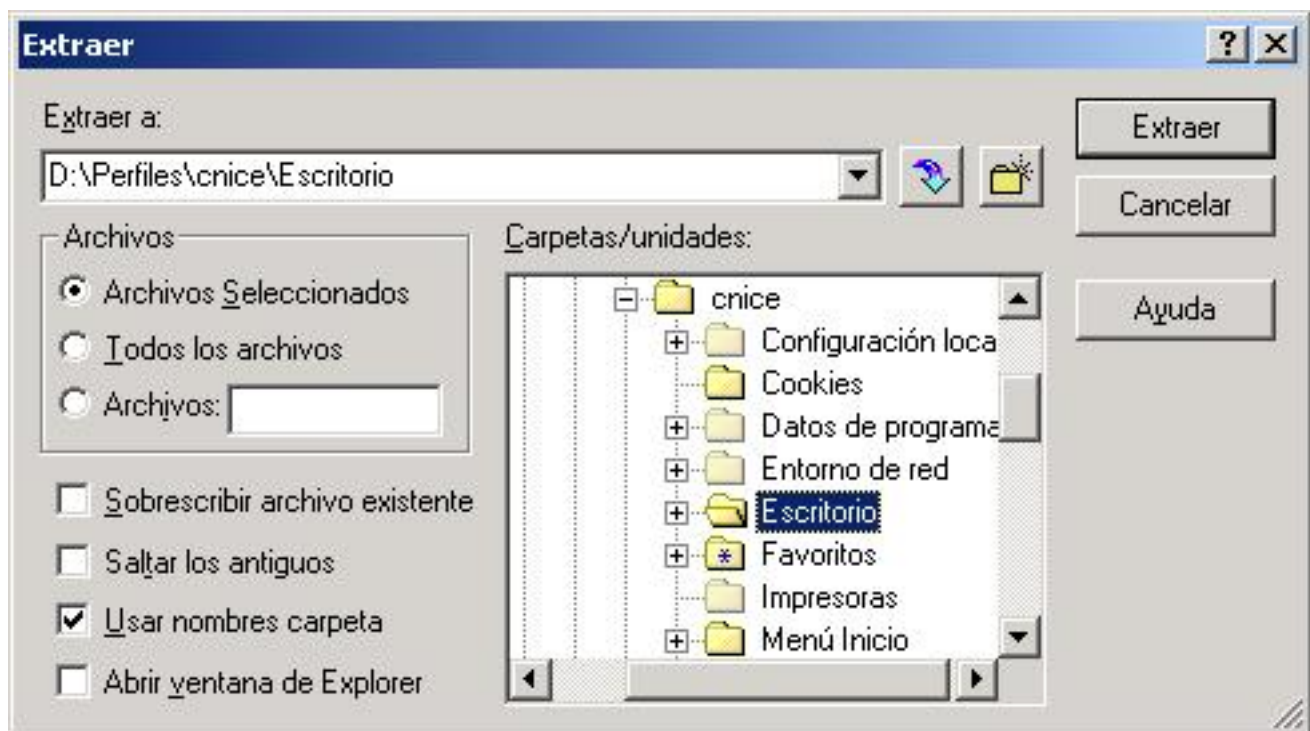 Extraer
Extraer a:
D:\Perfiles\cnice\Escritorio
Archivos
Archivos Seleccionados
Todos los archivos
Archivos:
Sobrescribir archivo existente
Saltar los antiguos
Usar nombres carpeta
Abrir ventana de Explorer
Carpetas/unidades:
cnice
Configuración loca
Cookies
Datos de programa
Entorno de red
Escritorio
Favoritos
Impresoras
Menú Inicio
Extraer
Cancelar
Ayuda